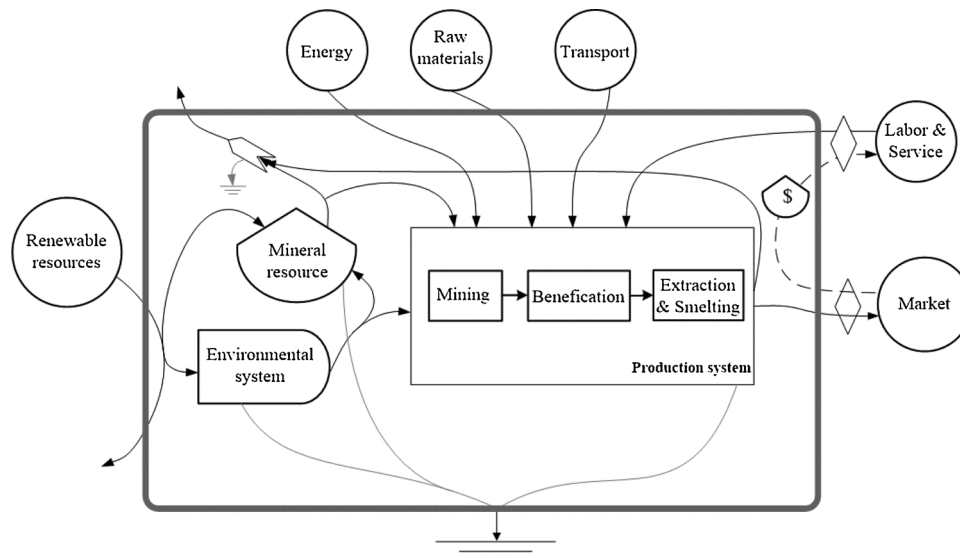 Energy
Raw
materials
Transport
Labor &
Service
$
Renewable
resources
Mineral
resource
Mining
Benefication
Extraction
& Smelting
Market
Environmental
system
Production system